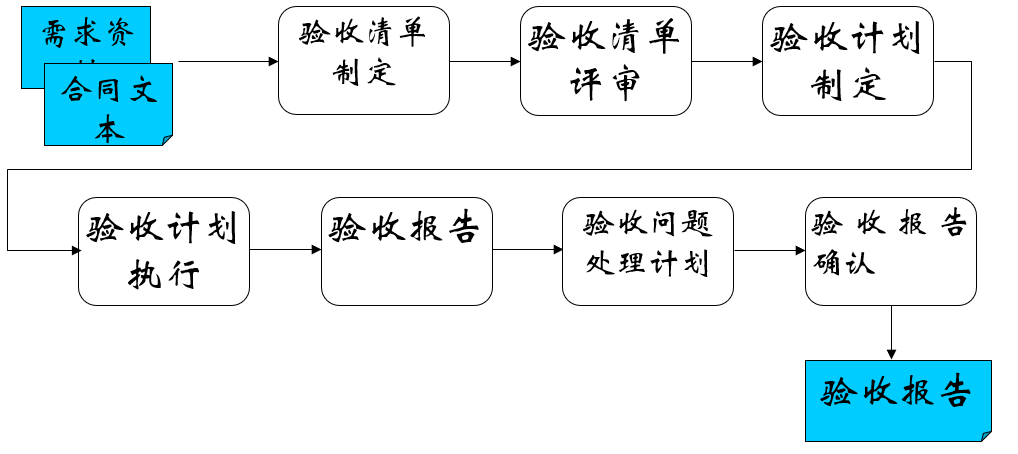 需求资
合同文
本
验收清单
制定
验收清单
评审
验收计划
制定
验收计划
执行
验收报告
验收问题
处理计划
验收报告
确认
验收报告